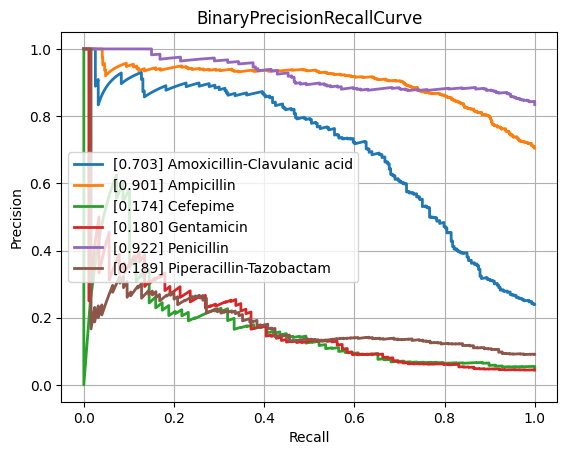 BinaryPrecisionRecallCurve
1.0
0.8
0.6
0.4
0.2
0.0
Precision
[0.703] Amoxicillin-Clavulanic acid
[0.901] Ampicillin
[0.174] Cefepime
[0.180] Gentamicin
[0.922] Penicillin
[0.189] Piperacillin-Tazobactam
0.0 0.2 0.4 0.6 0.8 1.0
Recall